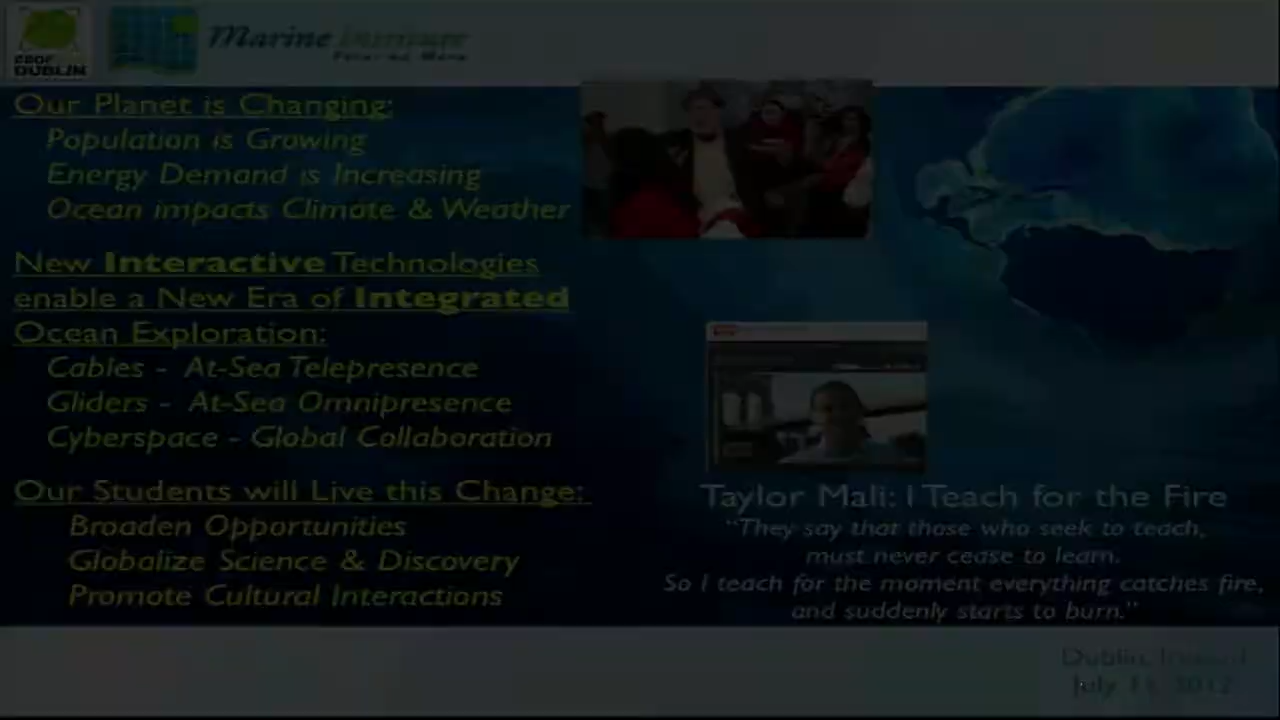 ESOF
DUBLIN
Marine Institute
Our Planet is Changing:
Population is Growing
Energy Demand is Increasing
Ocean impacts Climate & Weather
New Interactive Technologies
enable a New Era of Integrated
Ocean Exploration:
Cables - At-Sea Telepresence
Gliders - At-Sea Omnipresence
Cyberspace - Global Collaboration
Our Students will Live this Change:
Broaden Opportunities
Globalize Science & Discovery
Promote Cultural Interactions
Taylor Mali: I Teach for the Fire
"They say that those who seek to teach,
must never cease to learn.
So I teach for the moment everything catches fire,
and suddenly starts to burn."
Dublin, Ireland
July 2012